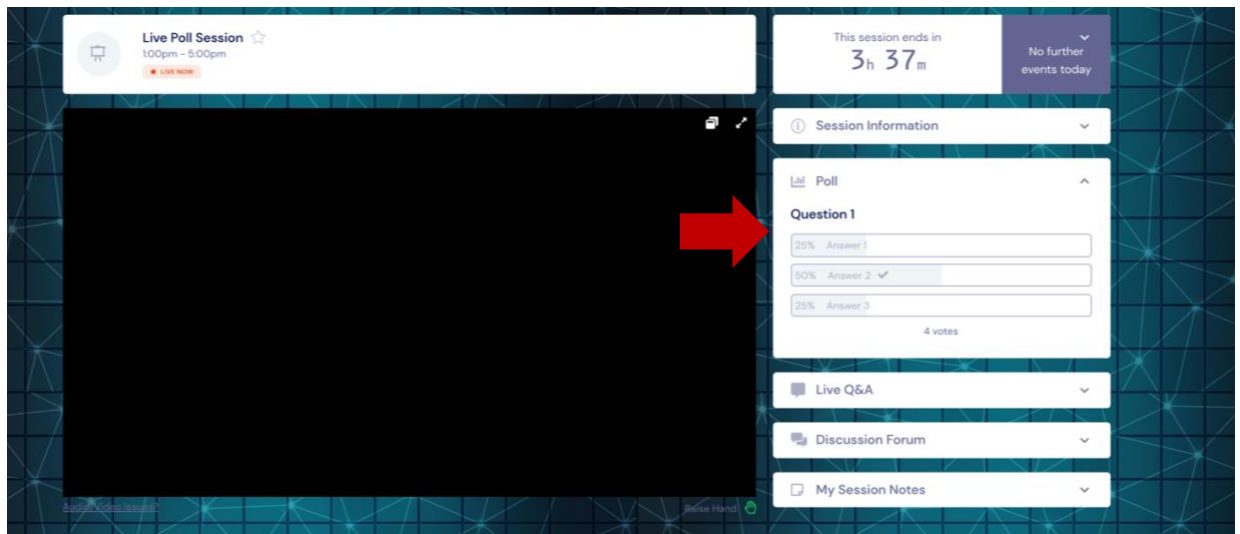 Live Poll Session
1:00pm - 5:00pm
LIVE NOW
This session ends in
3h 37m
No further
events today
Session Information
Poll
Question 1
25% Answer 1
50% Answer 2
25% Answer 3
4 votes
Live Q&A
Discussion Forum
My Session Notes
Audio/Video Issues?
Raise Hand